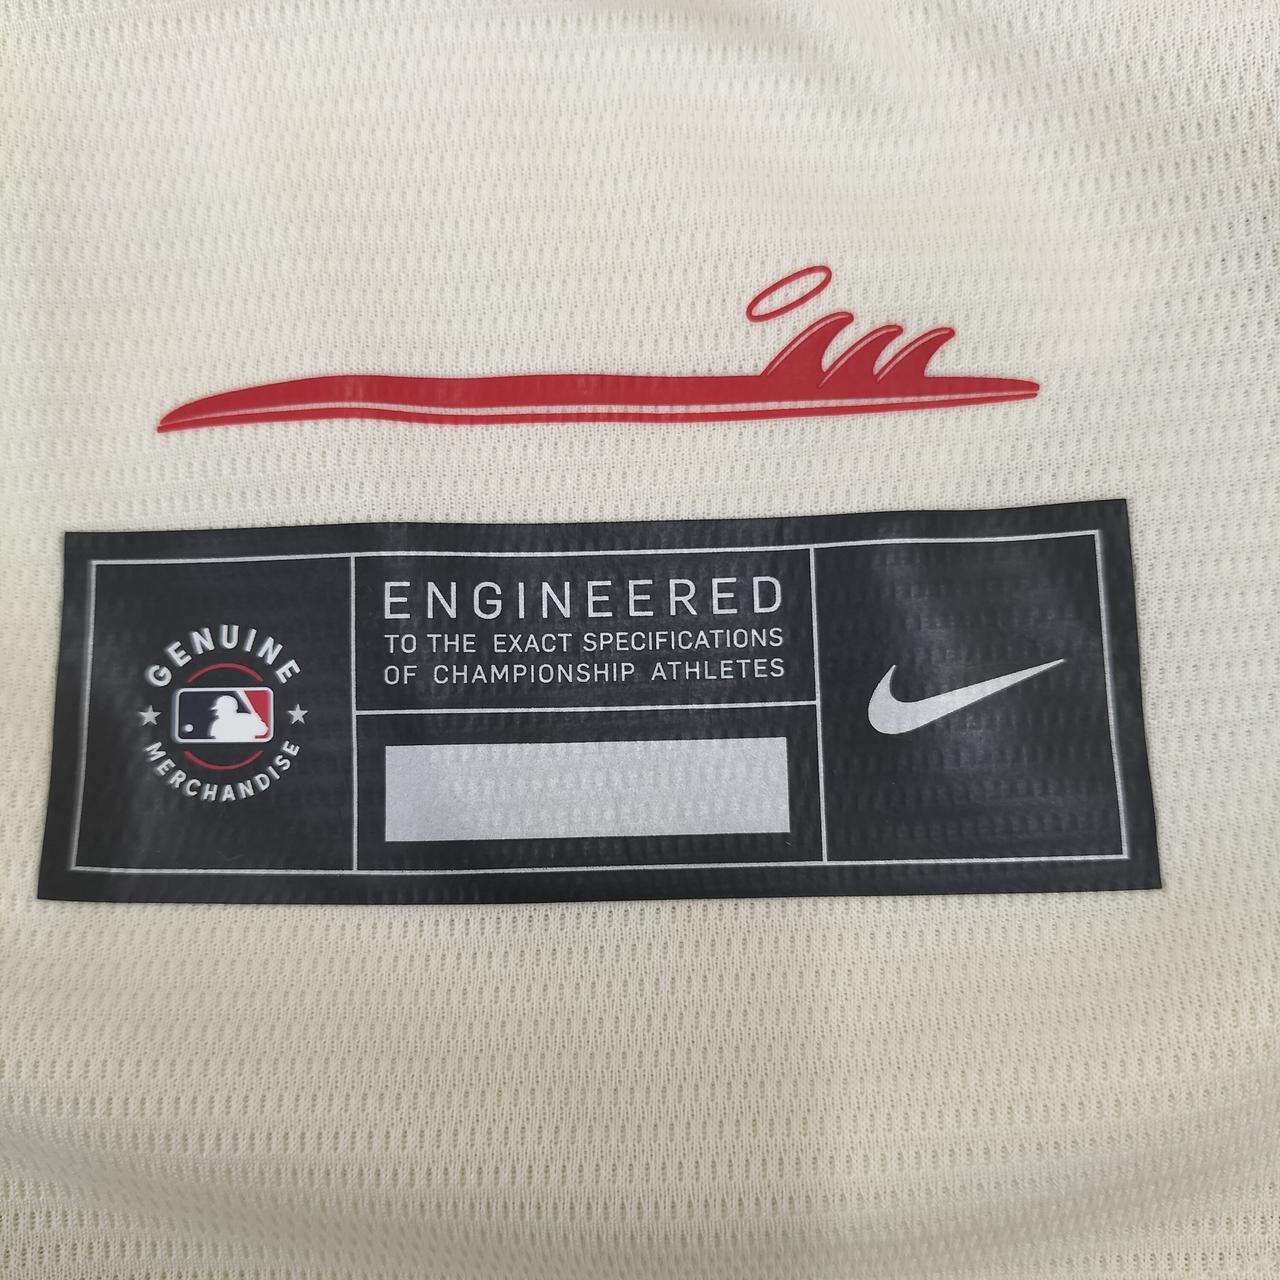 GENUINE
MERCHANDISE
ENGINEERED
TO THE EXACT SPECIFICATIONS
OF CHAMPIONSHIP ATHLETES